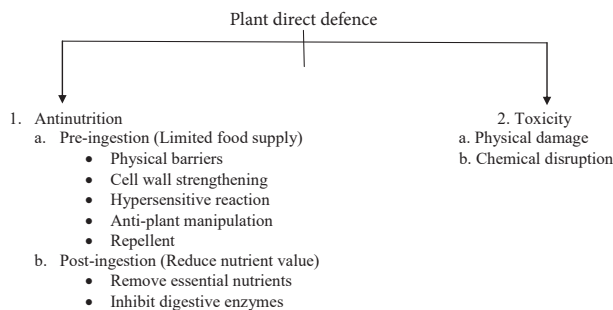 Plant direct defence
1. Antinutrition
a. Pre-ingestion (Limited food supply)
• Physical barriers
• Cell wall strengthening
• Hypersensitive reaction
• Anti-plant manipulation
• Repellent
b. Post-ingestion (Reduce nutrient value)
• Remove essential nutrients
• Inhibit digestive enzymes
2. Toxicity
a. Physical damage
b. Chemical disruption